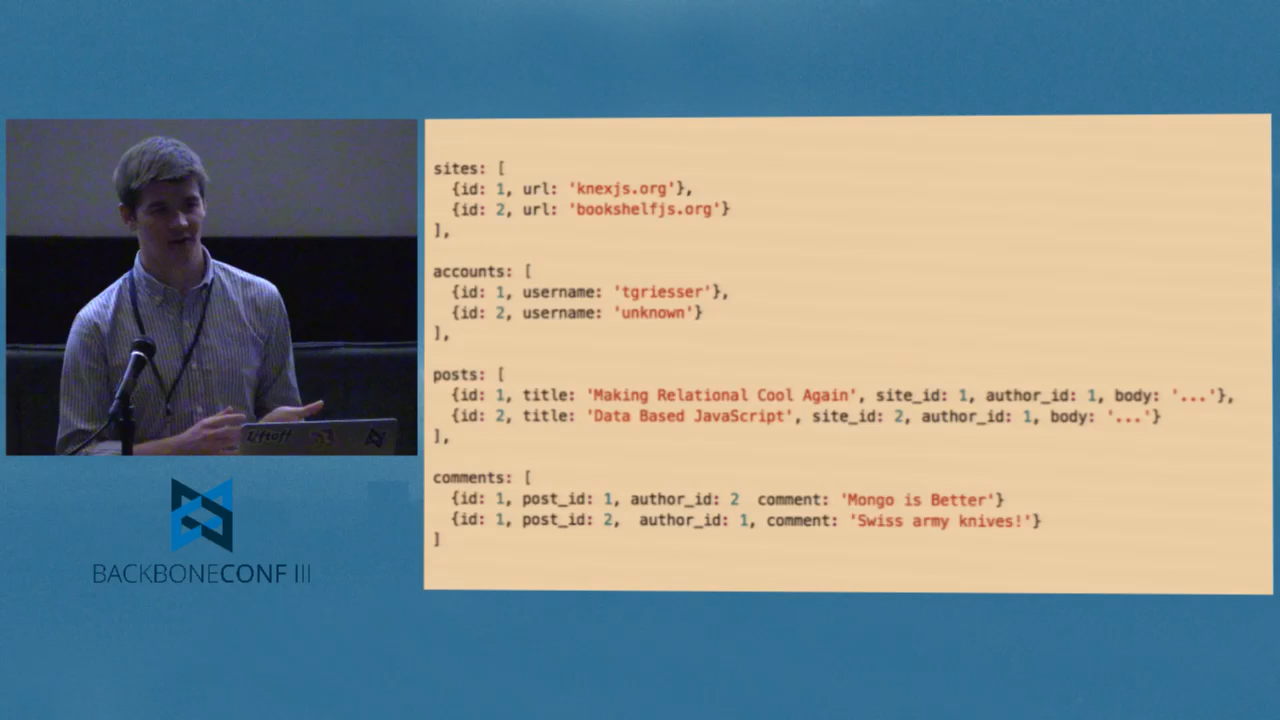 sites: [
{id: 1, url: 'knexjs.org'},
{id: 2, url: 'bookshelfjs.org'}
],
accounts: [
{id: 1, username: 'tgriesser'},
{id: 2, username: 'unknown'}
],
posts: [
{id: 1, title: 'Making Relational Cool Again', site_id: 1, author_id: 1, body: '...'},
{id: 2, title: 'Data Based JavaScript', site_id: 2, author_id: 1, body: '...'}
],
comments: [
{id: 1, post_id: 1, author_id: 2 comment: 'Mongo is Better'}
{id: 1, post_id: 2, author_id: 1, comment: 'Swiss army knives!'}
]
Liftoff
BACKBONECONF III